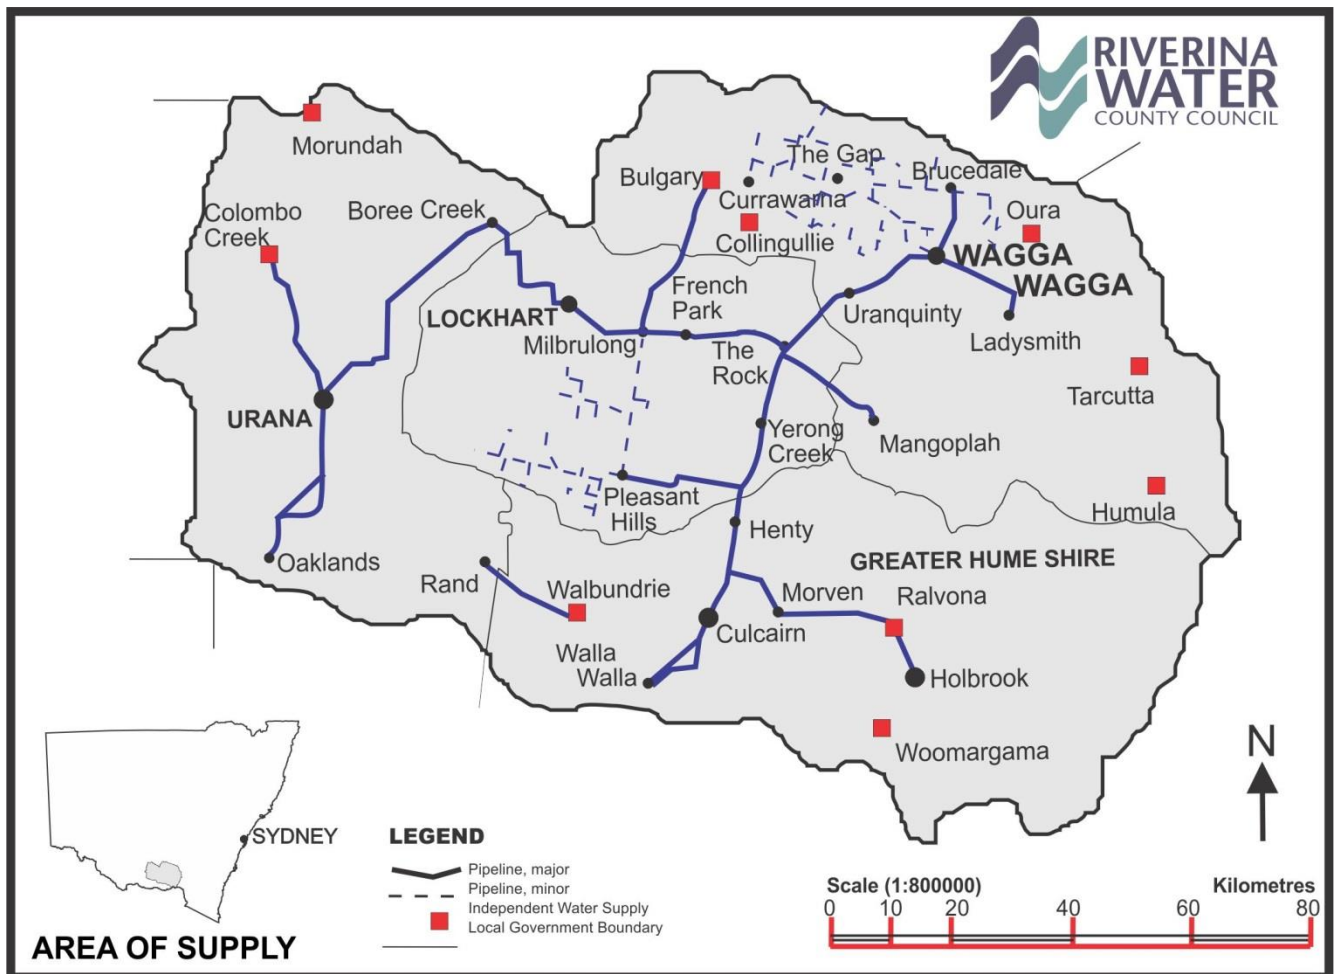 RIVERINA
WATER
COUNTY COUNCIL
Morundah
The Gap
Bulgary
Brucedale
Currawarna
Colombo
Creek
Boree Creek
Oura
Collingullie
WAGGA
WAGGA
French
Park
LOCKHART
Uranquinty
Milbrulong
The
Rock
Ladysmith
Tarcutta
URANA
Yerong
Creek
Mangoplah
Pleasant
Hills
Humula
Henty
Oaklands
GREATER HUME SHIRE
Rand
Walbundrie
Morven
Ralvona
Culcairn
Walla
Walla
Holbrook
Woomargama
N
SYDNEY
AREA OF SUPPLY
LEGEND
Pipeline, major
Pipeline, minor
Independent Water Supply
Local Government Boundary
Scale (1:800000)
Kilometres
0 10 20 40 60 80